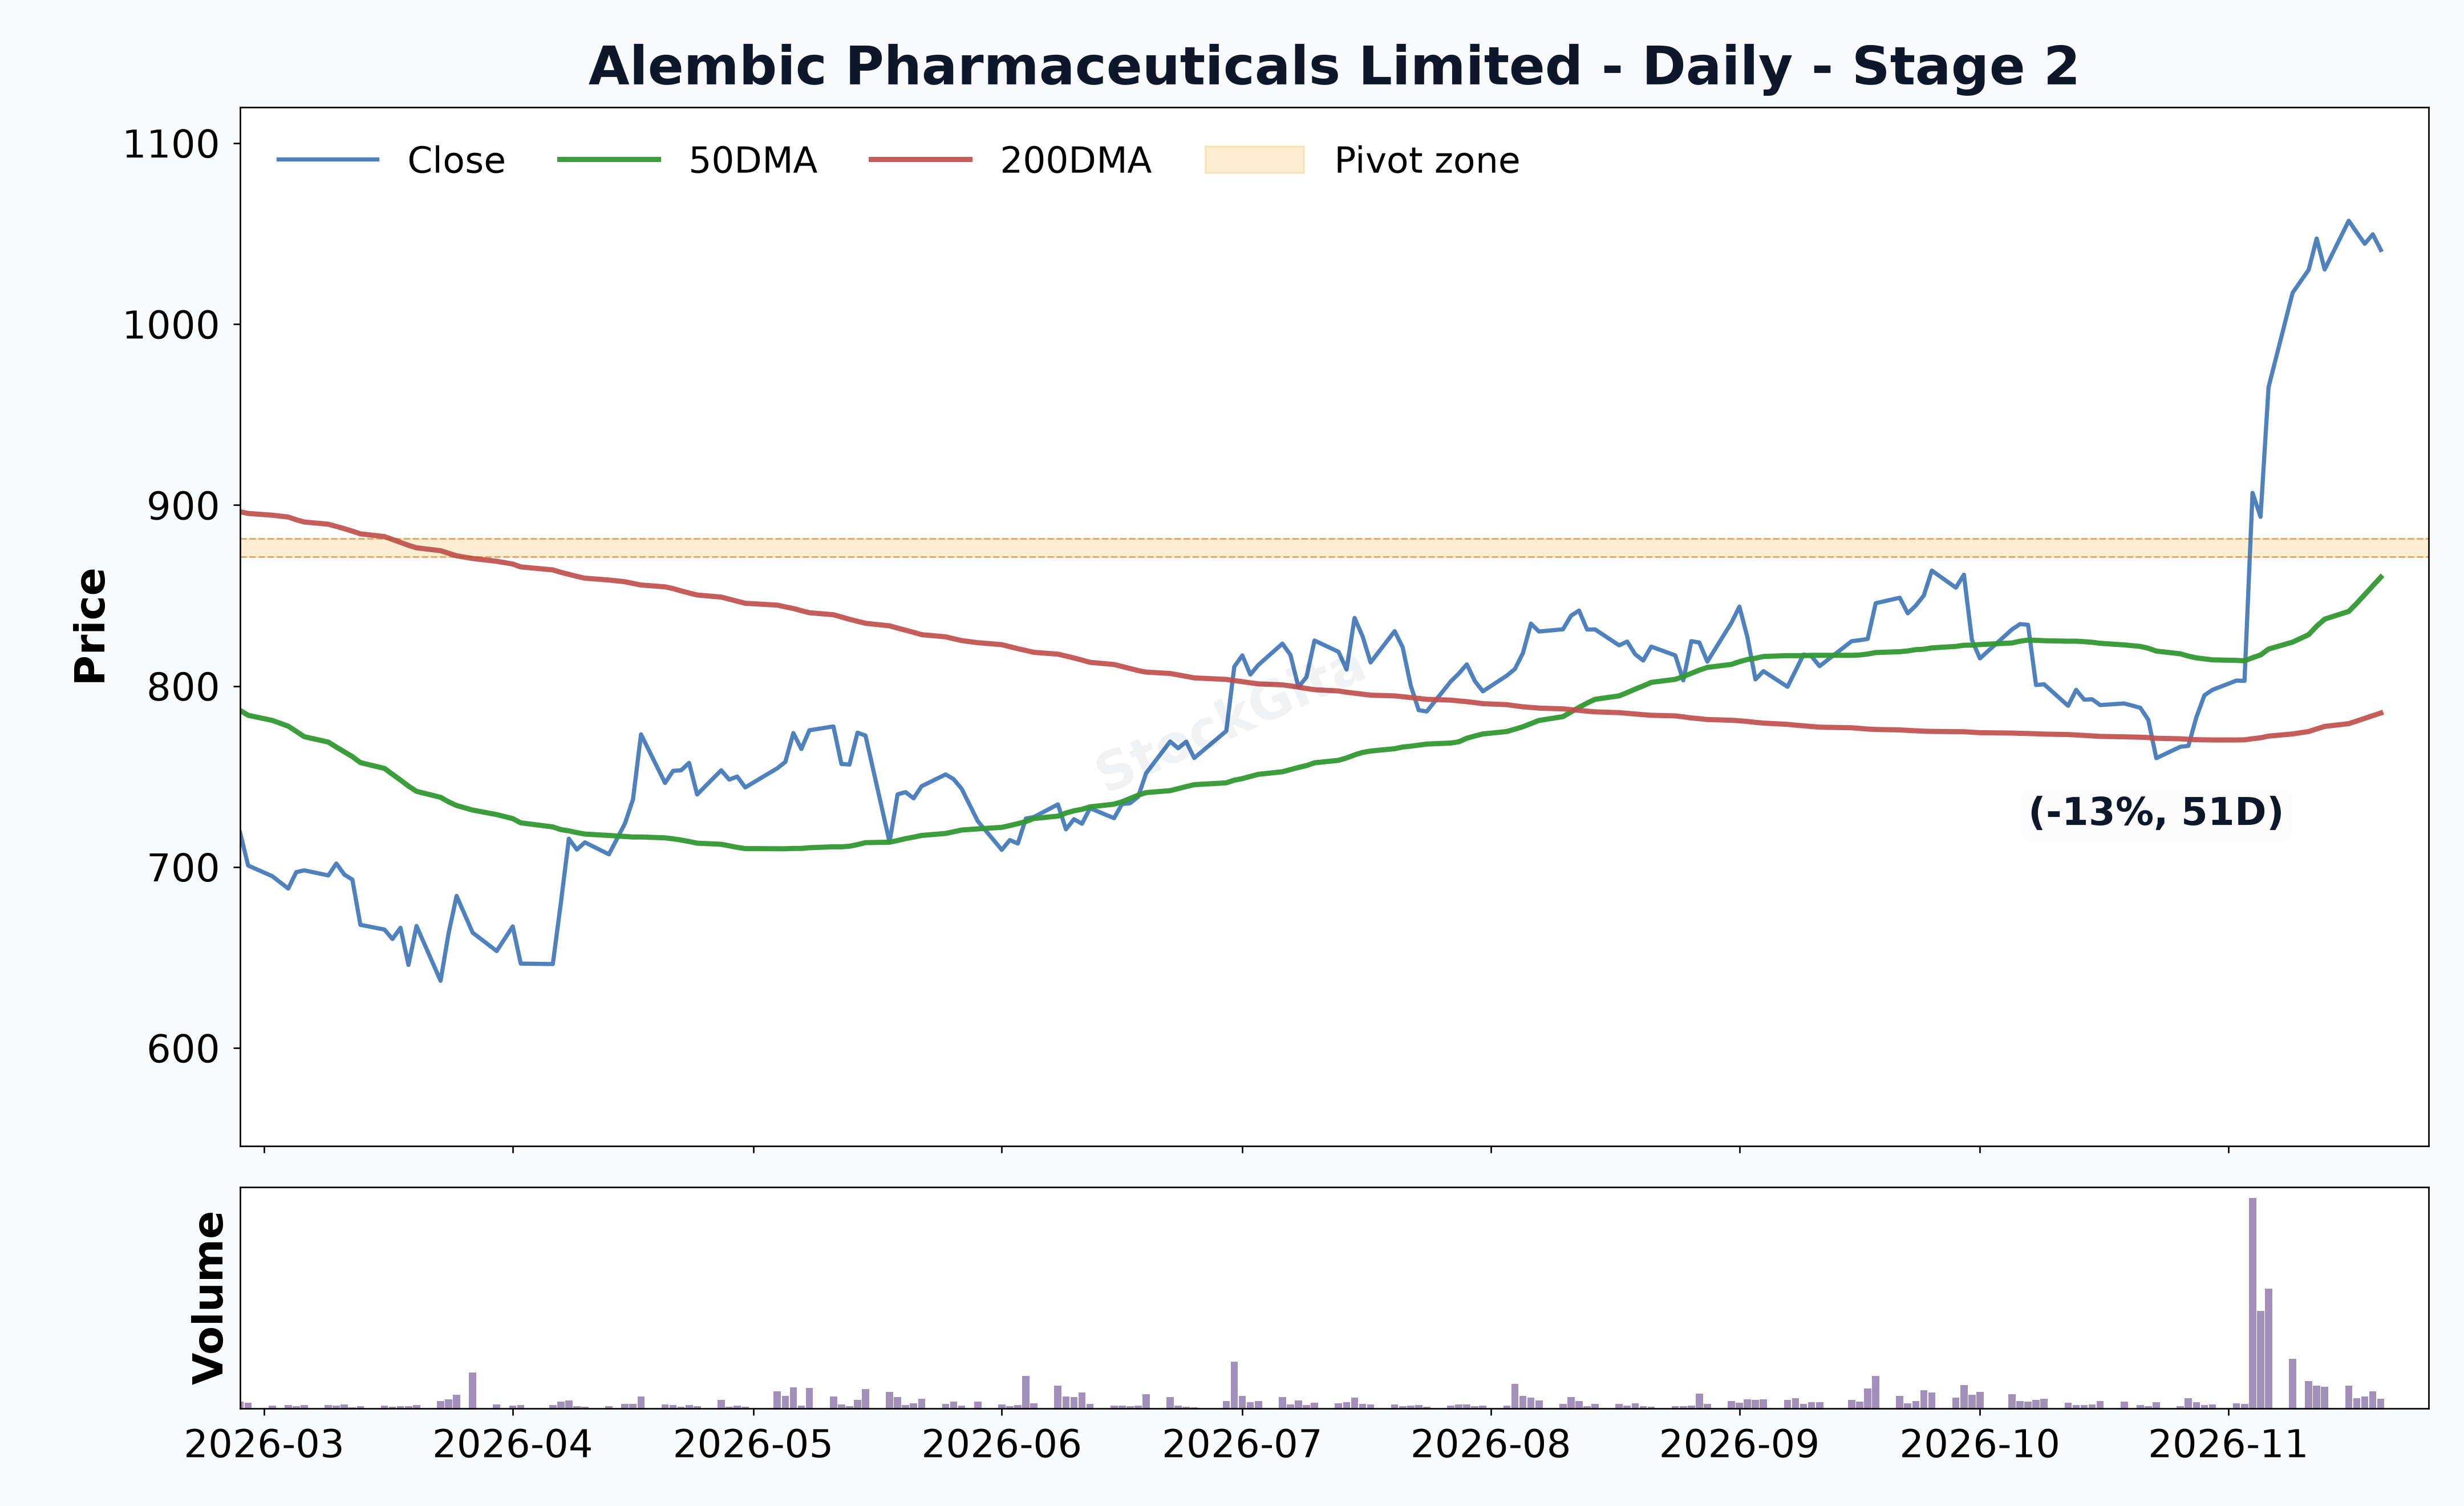 Alembic Pharmaceuticals Limited - Daily - Stage 2
1100
1000
900
800
700
600
Price
Close
50DMA
200DMA
Pivot zone
StockGita
(-13%, 51D)
Volume
2026-03
2026-04
2026-05
2026-06
2026-07
2026-08
2026-09
2026-10
2026-11